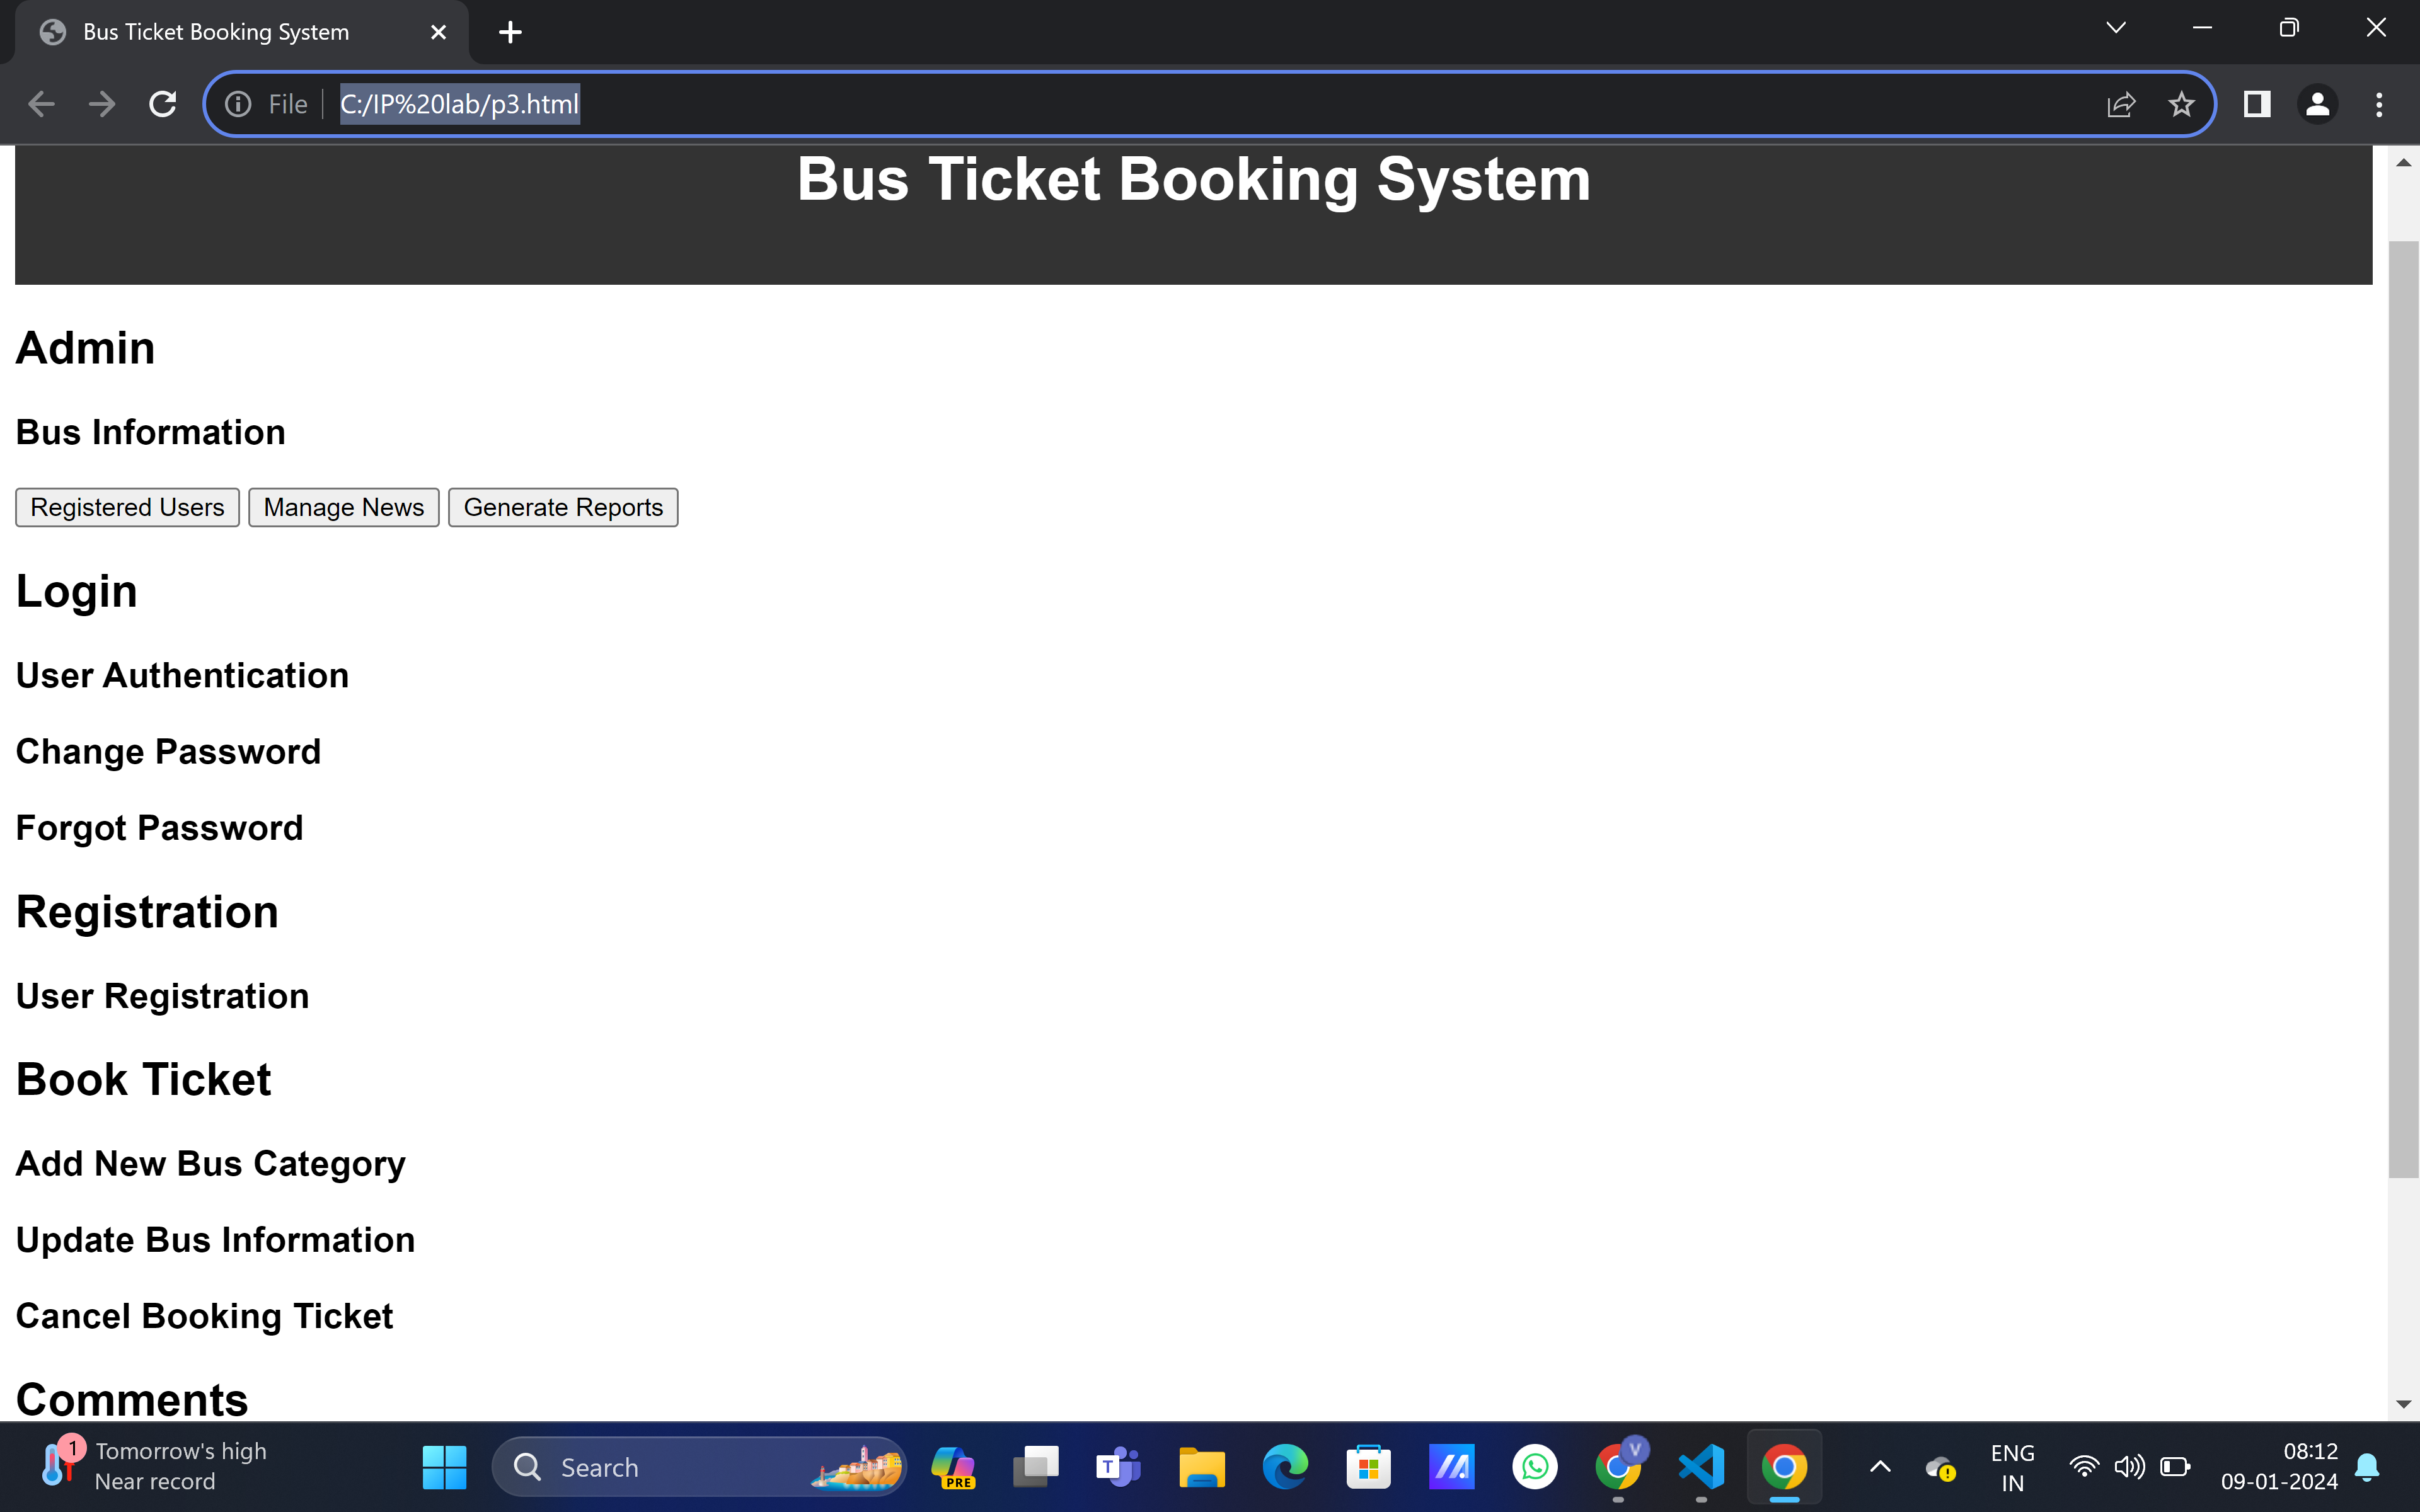 Bus Ticket Booking System
File
C:/IP%20lab/p3.html
Bus Ticket Booking System
Admin
Bus Information
Registered Users Manage News Generate Reports
Login
User Authentication
Change Password
Forgot Password
Registration
User Registration
Book Ticket
Add New Bus Category
Update Bus Information
Cancel Booking Ticket
Comments
1
Tomorrow's high
Near record
Search
PRE
T
V
ENG
IN
08:12
09-01-2024